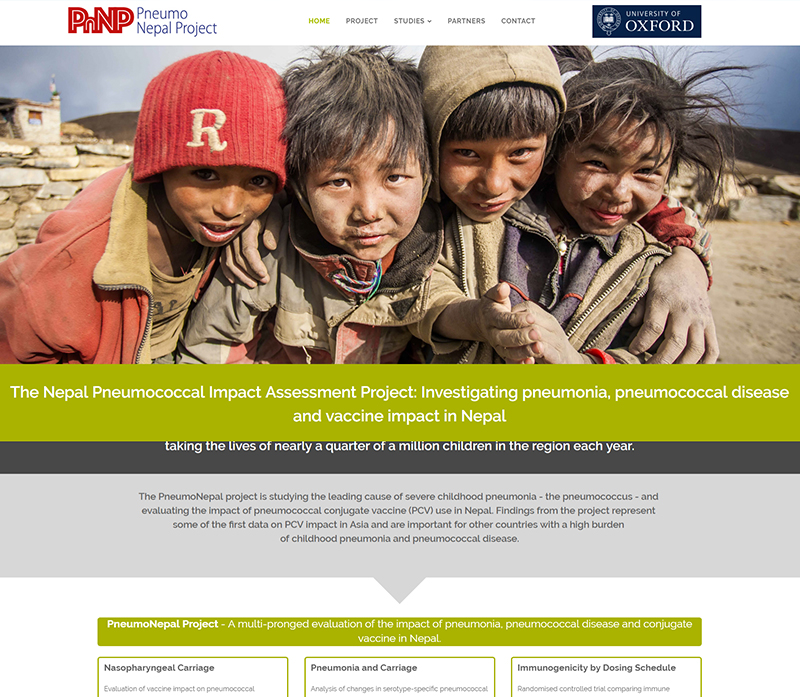 PnNP Pneumo
Nepal Project
HOME PROJECT STUDIES PARTNERS CONTACT
UNIVERSITY OF
OXFORD
R
The Nepal Pneumococcal Impact Assessment Project: Investigating pneumonia, pneumococcal disease
and vaccine impact in Nepal
taking the lives of nearly a quarter of a million children in the region each year.
The PneumoNepal project is studying the leading cause of severe childhood pneumonia - the pneumococcus - and
evaluating the impact of pneumococcal conjugate vaccine (PCV) use in Nepal. Findings from the project represent
some of the first data on PCV impact in Asia and are important for other countries with a high burden
of childhood pneumonia and pneumococcal disease.
PneumoNepal Project - A multi-pronged evaluation of the impact of pneumonia, pneumococcal disease and conjugate
vaccine in Nepal.
Nasopharyngeal Carriage
Evaluation of vaccine impact on pneumococcal
Pneumonia and Carriage
Analysis of changes in serotype-specific pneumococcal
Immunogenicity by Dosing Schedule
Randomised controlled trial comparing immune